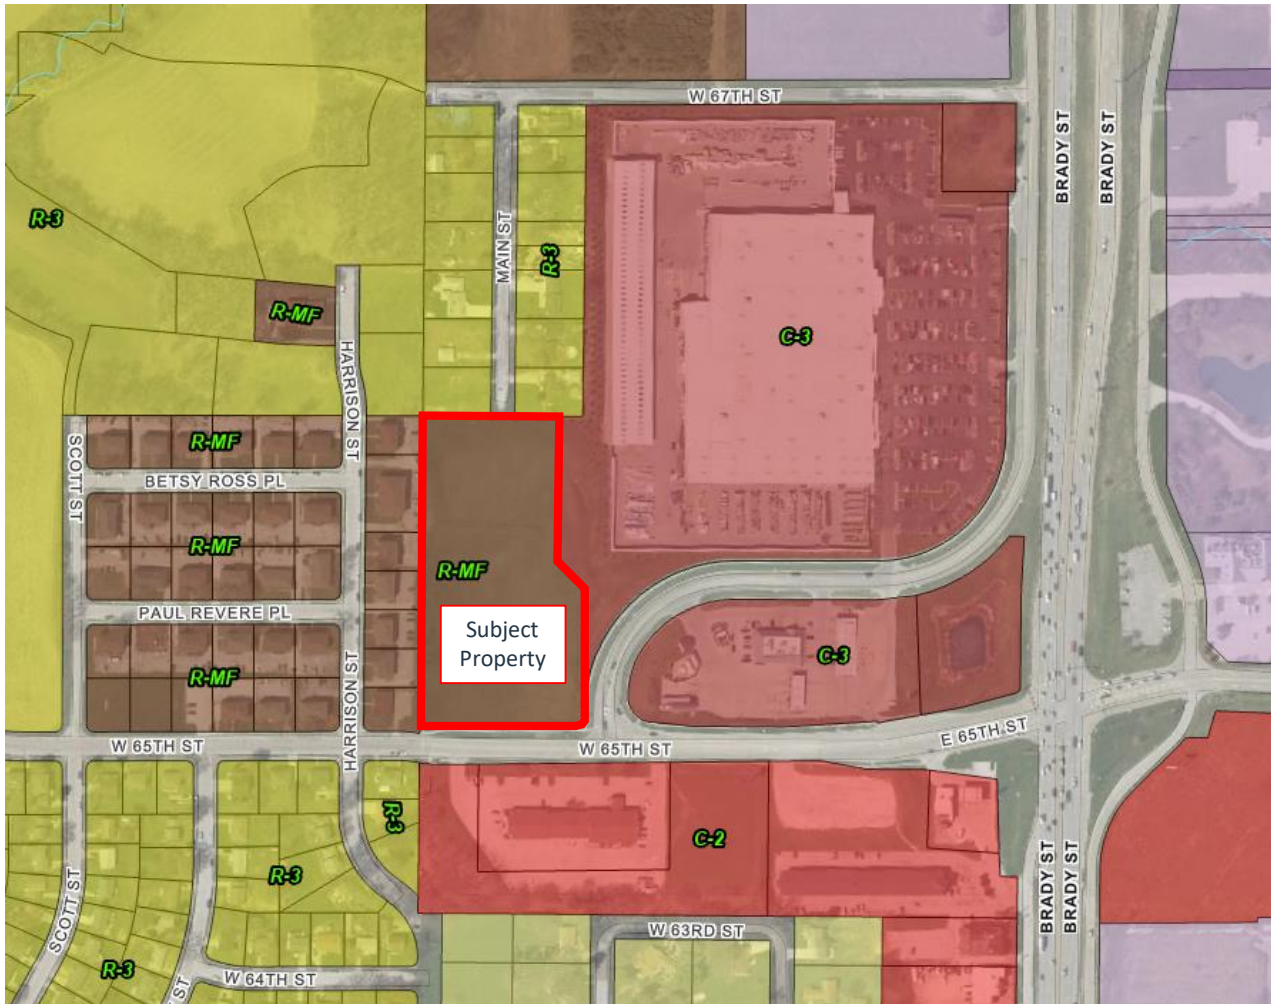 W 67TH ST
BRADY ST
BRADY ST
R-3
MAIN ST
R-3
R-MF
C-3
HARRISON ST
SCOTT ST
R-MF
BETSY ROSS PL
R-MF
R-MF
PAUL REVERE PL
Subject
Property
R-MF
HARRISON ST
C-3
W 65TH ST
W 65TH ST
E 65TH ST
R-3
C-2
R-3
SCOTT ST
BRADY ST
BRADY ST
W 63RD ST
R-3
W 64TH ST
ST